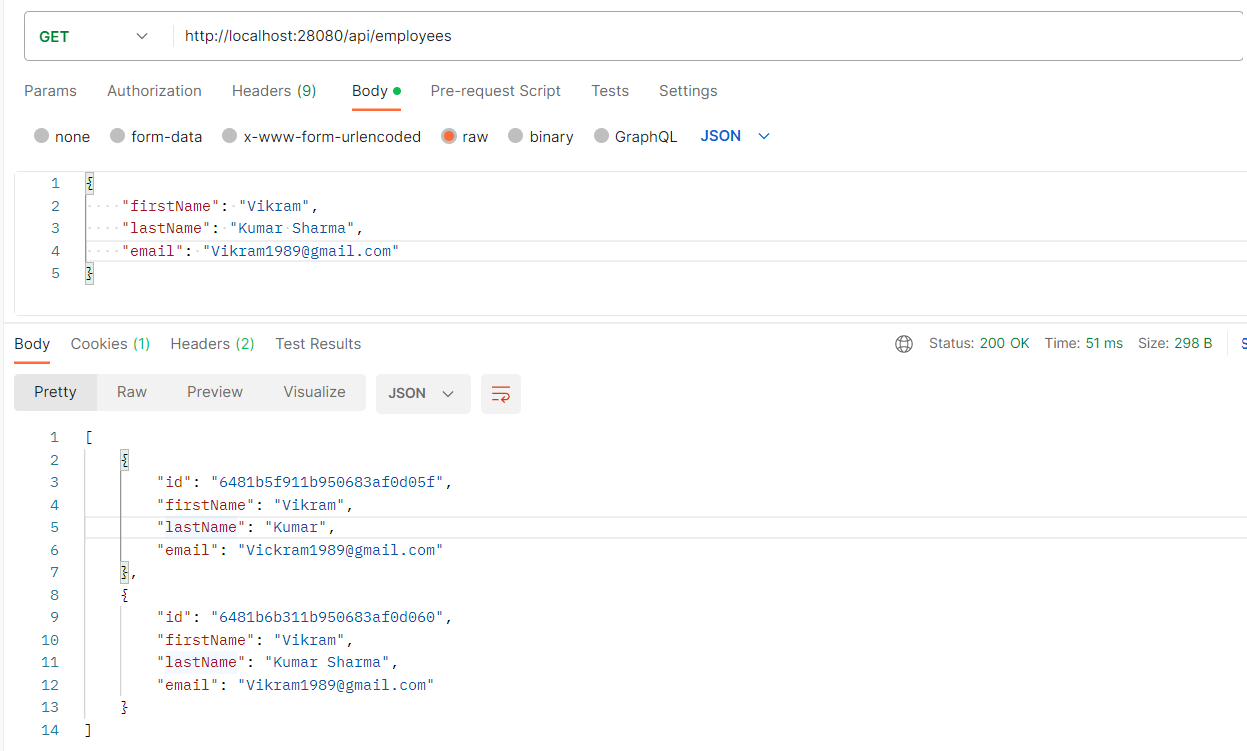 GET http://localhost:28080/api/employees
Params Authorization Headers (9) Body Pre-request Script Tests Settings
none form-data x-www-form-urlencoded raw binary GraphQL JSON
1 {
2 "firstName": "Vikram",
3 "lastName": "Kumar Sharma",
4 "email": "Vikram1989@gmail.com"
5 }
Body Cookies (1) Headers (2) Test Results Status: 200 OK Time: 51 ms Size: 298 B
Pretty Raw Preview Visualize JSON
1 [
2 {
3 "id": "6481b5f911b950683af0d05f",
4 "firstName": "Vikram",
5 "lastName": "Kumar",
6 "email": "Vickram1989@gmail.com"
7 },
8 {
9 "id": "6481b6b311b950683af0d060",
10 "firstName": "Vikram",
11 "lastName": "Kumar Sharma",
12 "email": "Vikram1989@gmail.com"
13 }
14 ]